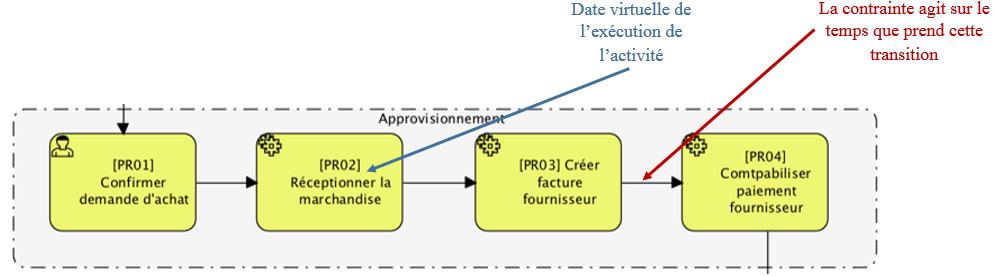 Date virtuelle de
l'exécution de
l'activité
La contrainte agit sur le
temps que prend cette
transition
Approvisionnement
[PR01]
Confirmer
demande d'achat
[PR02]
Réceptionner la
marchandise
[PR03] Créer
facture
fournisseur
[PR04]
Comtpabiliser
paiement
fournisseur